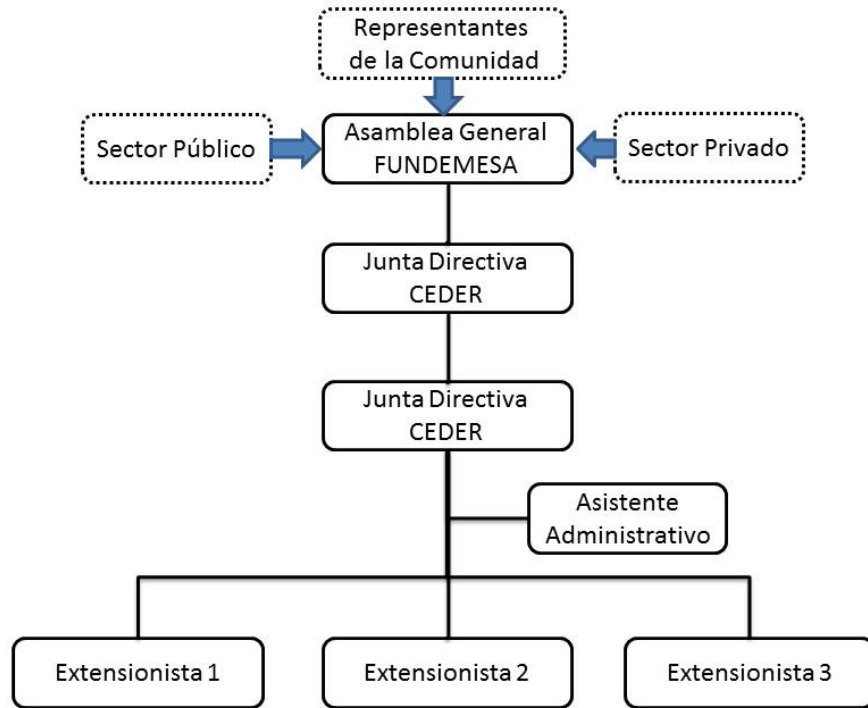 Representantes
de la Comunidad
Sector Público
Asamblea General
FUNDEMESA
Sector Privado
Junta Directiva
CEDER
Junta Directiva
CEDER
Asistente
Administrativo
Extensionista 1
Extensionista 2
Extensionista 3